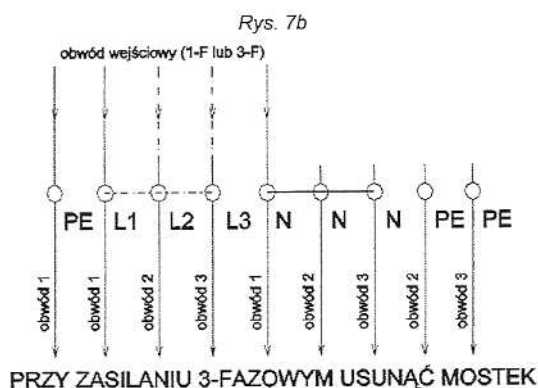 Rys. 7b
obwód wejściowy (1-F lub 3-F)
PE L1 L2 L3 N N N PE PE
obwód 1 obwód 1 obwód 2 obwód 3 obwód 1 obwód 2 obwód 3 obwód 2 obwód 3
PRZY ZASILANIU 3-FAZOWYM USUNĄĆ MOSTEK